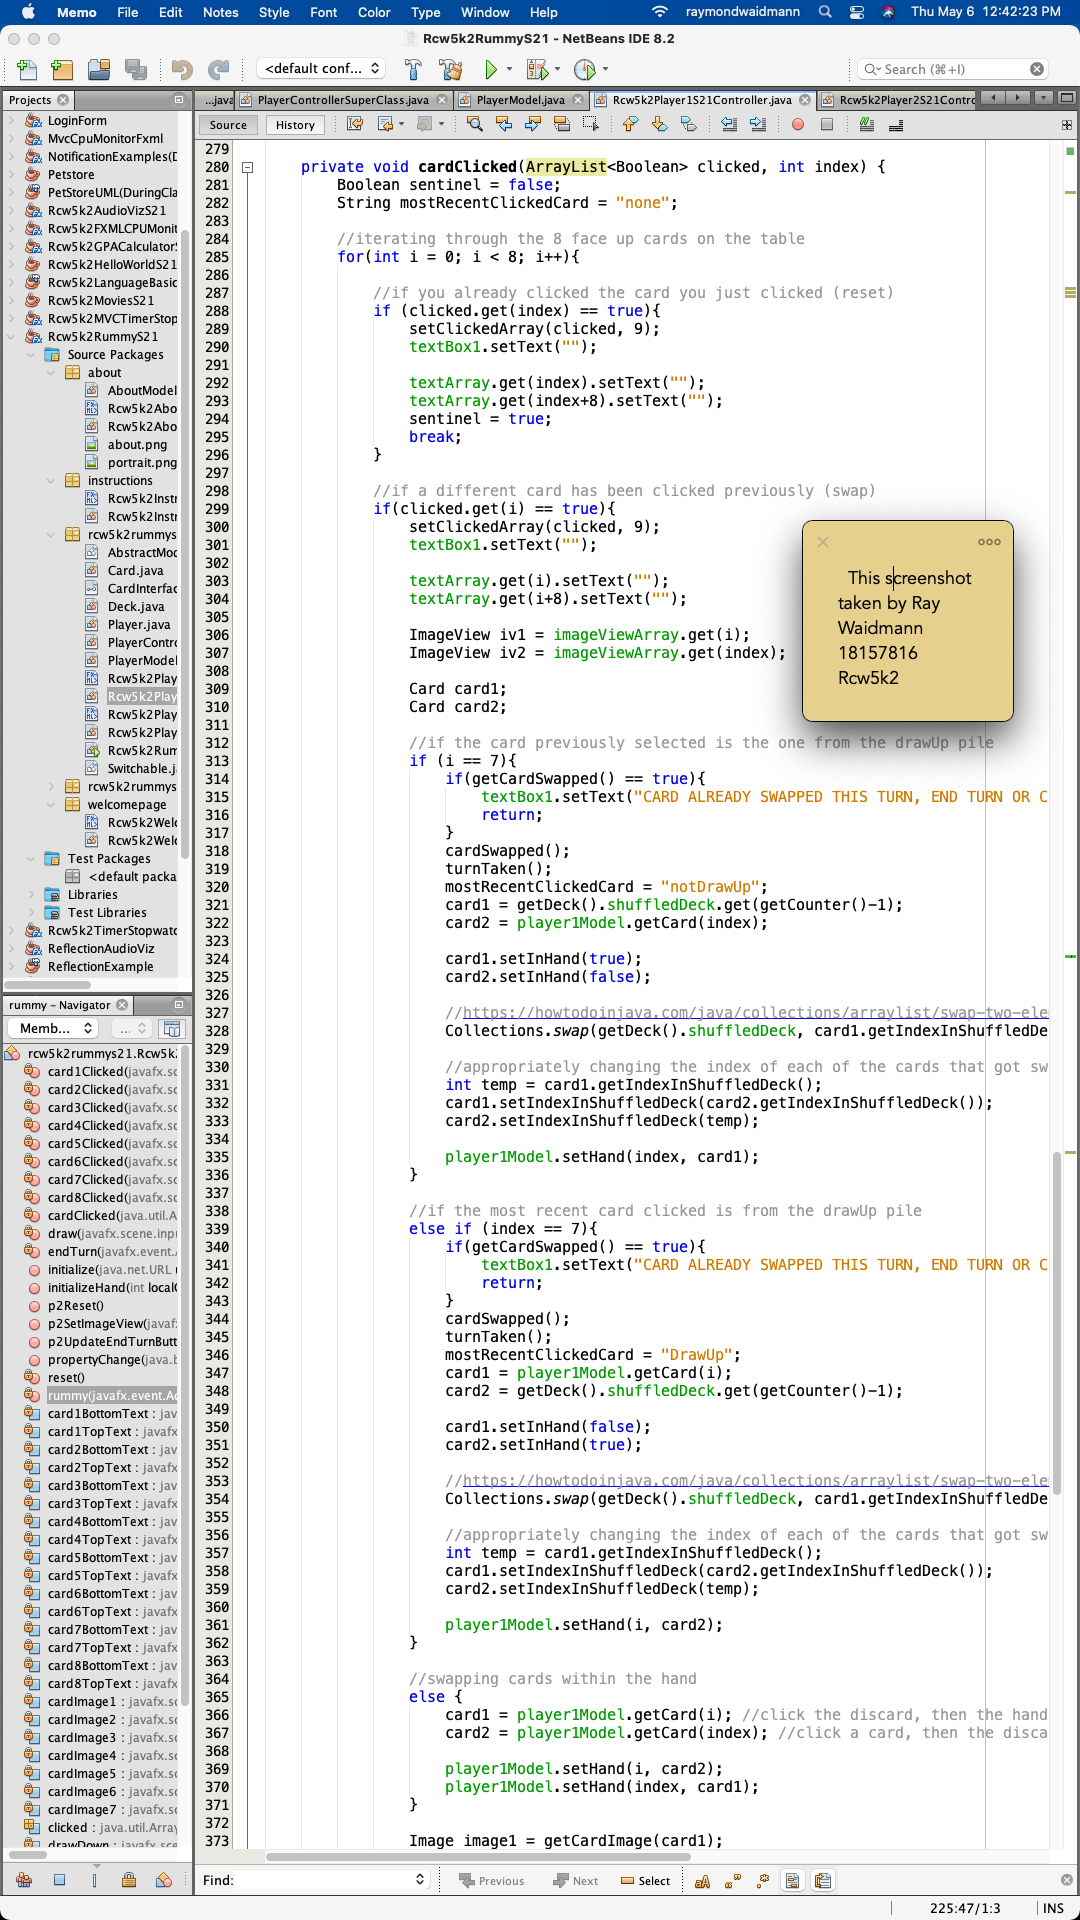 Memo File Edit Notes Style Font Color Type Window Help raymondwaidmann Thu May 6 12:42:23 PM
Rcw5k2RummyS21 - NetBeans IDE 8.2
<default conf... Search (⌘+I)
Projects
...java PlayerControllerSuperClass.java PlayerModel.java Rcw5k2Player1S21Controller.java Rcw5k2Player2S21Contro
Source History
LoginForm
MvcCpuMonitorFxml
NotificationExamples(D
Petstore
PetStoreUML(DuringCla
Rcw5k2AudioVizS21
Rcw5k2FXMLCPUMonit
Rcw5k2GPACalculatorS
Rcw5k2HelloWorldS21
Rcw5k2LanguageBasic
Rcw5k2MoviesS21
Rcw5k2MVCTimerStop
Rcw5k2RummyS21
Source Packages
about
AboutModel
Rcw5k2Abo
Rcw5k2Abo
about.png
portrait.png
instructions
Rcw5k2Instr
Rcw5k2Instr
rcw5k2rummys
AbstractMod
Card.java
CardInterfac
Deck.java
Player.java
PlayerContro
PlayerModel
Rcw5k2Play
Rcw5k2Play
Rcw5k2Play
Rcw5k2Play
Rcw5k2Rum
Switchable.j
rcw5k2rummys
welcomepage
Rcw5k2Welc
Rcw5k2Welc
Test Packages
<default packa
Libraries
Test Libraries
Rcw5k2TimerStopwatc
ReflectionAudioViz
ReflectionExample
rummy - Navigator
Memb... ...
rcw5k2rummys21.Rcw5k2
card1Clicked(javafx.sc
card2Clicked(javafx.sc
card3Clicked(javafx.sc
card4Clicked(javafx.sc
card5Clicked(javafx.sc
card6Clicked(javafx.sc
card7Clicked(javafx.sc
card8Clicked(javafx.sc
cardClicked(java.util.A
draw(javafx.scene.inpu
endTurn(javafx.event.A
initialize(java.net.URL u
initializeHand(int localC
p2Reset()
p2SetImageView(javaf
p2UpdateEndTurnButt
propertyChange(java.b
reset()
rummy(javafx.event.Ac
card1BottomText : jav
card1TopText : javafx
card2BottomText : jav
card2TopText : javafx
card3BottomText : jav
card3TopText : javafx
card4BottomText : jav
card4TopText : javafx
card5BottomText : jav
card5TopText : javafx
card6BottomText : jav
card6TopText : javafx
card7BottomText : jav
card7TopText : javafx
card8BottomText : jav
card8TopText : javafx
cardImage1 : javafx.sc
cardImage2 : javafx.sc
cardImage3 : javafx.sc
cardImage4 : javafx.sc
cardImage5 : javafx.sc
cardImage6 : javafx.sc
cardImage7 : javafx.sc
clicked : java.util.Array
drawDown : javafx.sce
279
280 private void cardClicked(ArrayList<Boolean> clicked, int index) {
281 Boolean sentinel = false;
282 String mostRecentClickedCard = "none";
283
284 //iterating through the 8 face up cards on the table
285 for(int i = 0; i < 8; i++){
286
287 //if you already clicked the card you just clicked (reset)
288 if (clicked.get(index) == true){
289 setClickedArray(clicked, 9);
290 textBox1.setText("");
291
292 textArray.get(index).setText("");
293 textArray.get(index+8).setText("");
294 sentinel = true;
295 break;
296 }
297
298 //if a different card has been clicked previously (swap)
299 if(clicked.get(i) == true){
300 setClickedArray(clicked, 9);
301 textBox1.setText("");
302
303 textArray.get(i).setText("");
304 textArray.get(i+8).setText("");
305
306 ImageView iv1 = imageViewArray.get(i);
307 ImageView iv2 = imageViewArray.get(index);
308
309 Card card1;
310 Card card2;
311
312 //if the card previously selected is the one from the drawUp pile
313 if (i == 7){
314 if(getCardSwapped() == true){
315 textBox1.setText("CARD ALREADY SWAPPED THIS TURN, END TURN OR C
316 return;
317 }
318 cardSwapped();
319 turnTaken();
320 mostRecentClickedCard = "notDrawUp";
321 card1 = getDeck().shuffledDeck.get(getCounter()-1);
322 card2 = player1Model.getCard(index);
323
324 card1.setInHand(true);
325 card2.setInHand(false);
326
327 //https://howtodoinjava.com/java/collections/arraylist/swap-two-ele
328 Collections.swap(getDeck().shuffledDeck, card1.getIndexInShuffledDe
329
330 //appropriately changing the index of each of the cards that got sw
331 int temp = card1.getIndexInShuffledDeck();
332 card1.setIndexInShuffledDeck(card2.getIndexInShuffledDeck());
333 card2.setIndexInShuffledDeck(temp);
334
335 player1Model.setHand(index, card1);
336 }
337
338 //if the most recent card clicked is from the drawUp pile
339 else if (index == 7){
340 if(getCardSwapped() == true){
341 textBox1.setText("CARD ALREADY SWAPPED THIS TURN, END TURN OR C
342 return;
343 }
344 cardSwapped();
345 turnTaken();
346 mostRecentClickedCard = "DrawUp";
347 card1 = player1Model.getCard(i);
348 card2 = getDeck().shuffledDeck.get(getCounter()-1);
349
350 card1.setInHand(false);
351 card2.setInHand(true);
352
353 //https://howtodoinjava.com/java/collections/arraylist/swap-two-ele
354 Collections.swap(getDeck().shuffledDeck, card1.getIndexInShuffledDe
355
356 //appropriately changing the index of each of the cards that got sw
357 int temp = card1.getIndexInShuffledDeck();
358 card1.setIndexInShuffledDeck(card2.getIndexInShuffledDeck());
359 card2.setIndexInShuffledDeck(temp);
360
361 player1Model.setHand(i, card2);
362 }
363
364 //swapping cards within the hand
365 else {
366 card1 = player1Model.getCard(i); //click the discard, then the hand
367 card2 = player1Model.getCard(index); //click a card, then the disca
368
369 player1Model.setHand(i, card2);
370 player1Model.setHand(index, card1);
371 }
372
373 Image image1 = getCardImage(card1);
This screenshot
taken by Ray
Waidmann
18157816
Rcw5k2
Find: Previous Next Select
225:47/1:3 INS